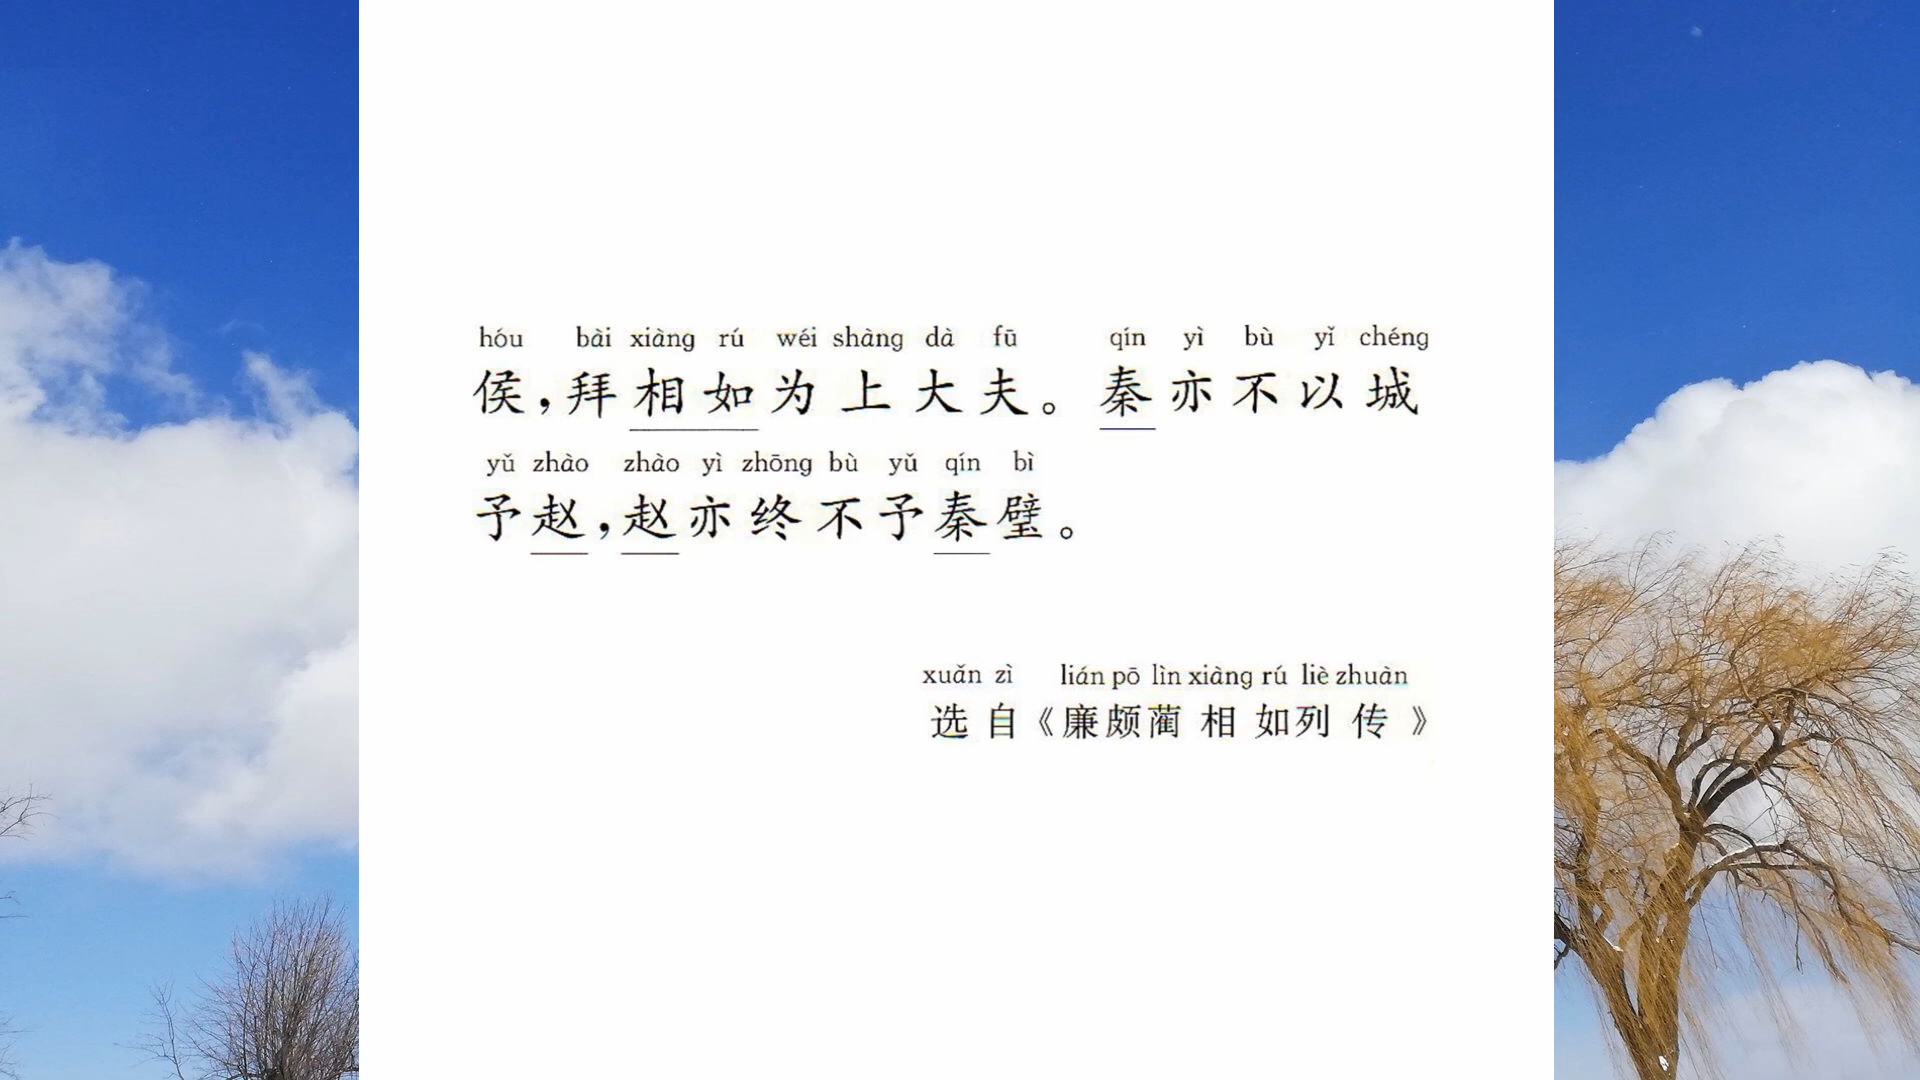 hóu bài xiàng rú wéi shàng dà fū qín yì bù yǐ chéng
侯，拜相如为上大夫。秦亦不以城
yǔ zhào zhào yì zhōng bù yǔ qín bì
予赵，赵亦终不予秦璧。
xuǎn zì lián pō lìn xiàng rú liè zhuàn
选自《廉颇蔺相如列传》